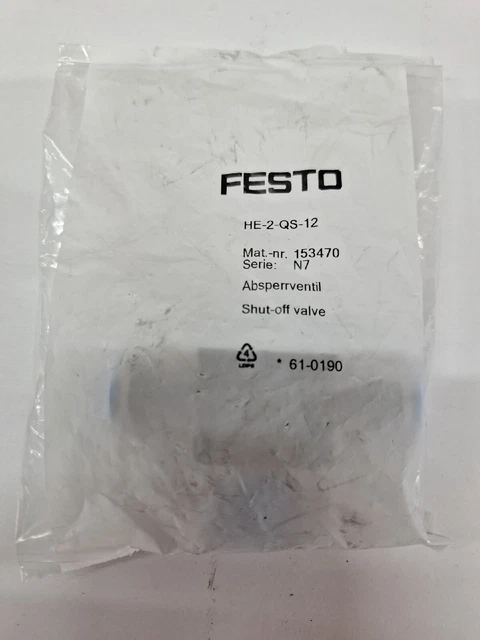 FESTO
HE-2-QS-12
Mat.-nr. 153470
Serie: N7
Absperrventil
Shut-off valve
4
LDPE
* 61-0190